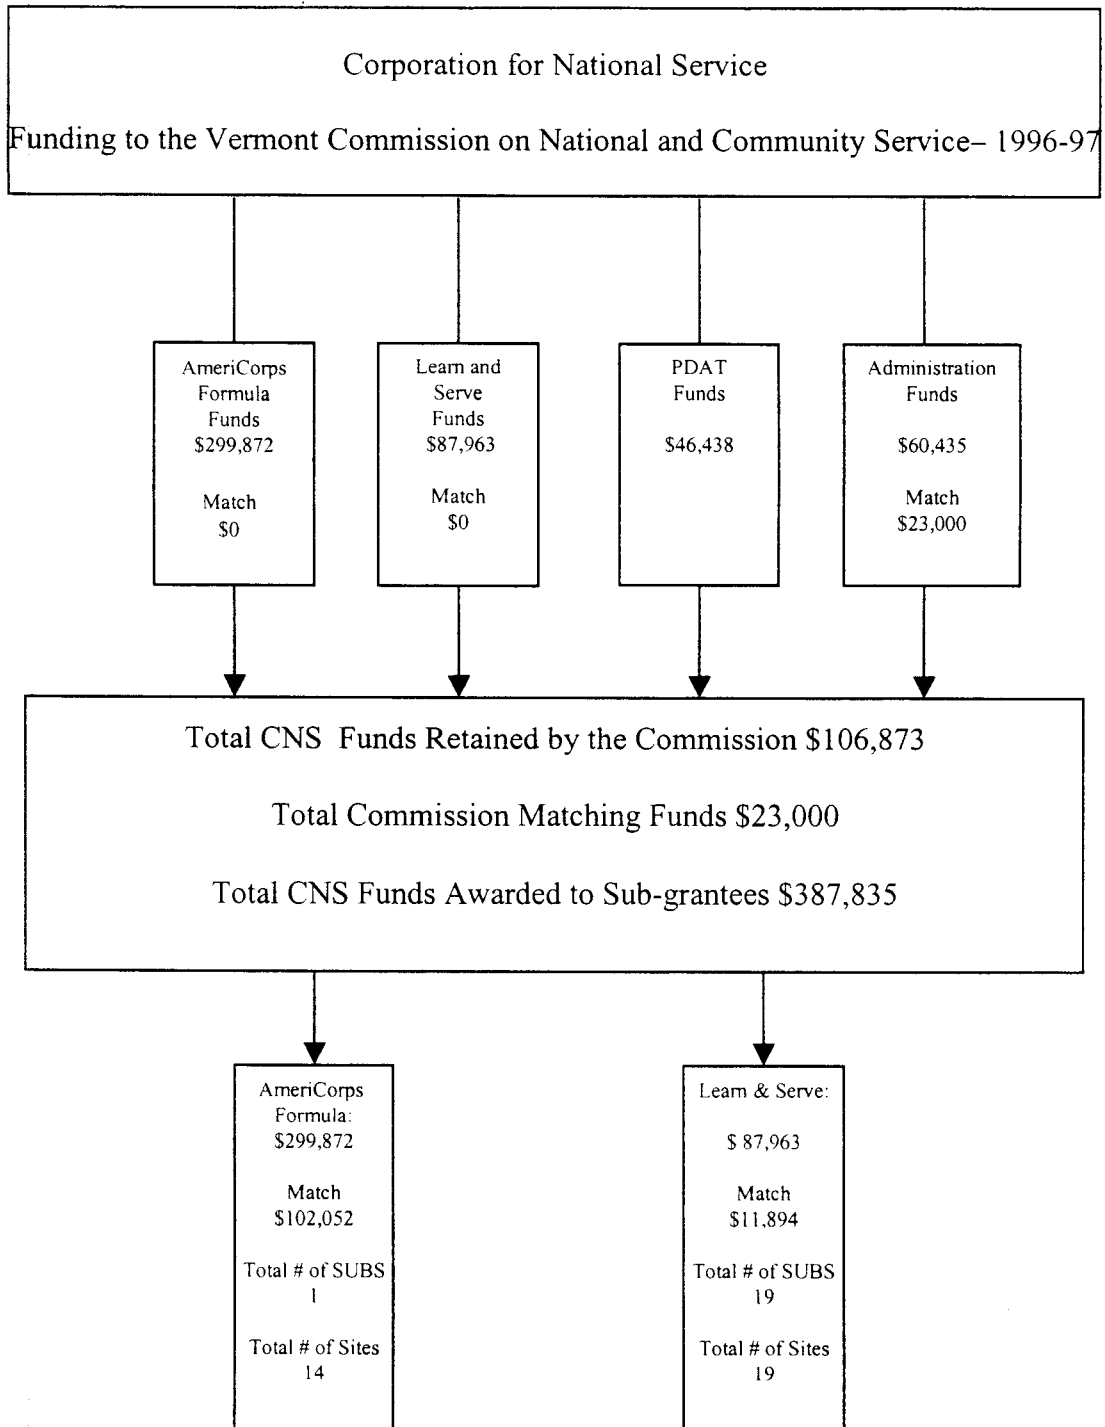 Corporation for National Service
Funding to the Vermont Commission on National and Community Service– 1996-97
AmeriCorps
Formula
Funds
$299,872
Match
$0
Learn and
Serve
Funds
$87,963
Match
$0
PDAT
Funds
$46,438
Administration
Funds
$60,435
Match
$23,000
Total CNS Funds Retained by the Commission $106,873
Total Commission Matching Funds $23,000
Total CNS Funds Awarded to Sub-grantees $387,835
AmeriCorps
Formula:
$299,872
Match
$102,052
Total # of SUBS
1
Total # of Sites
14
Learn & Serve:
$ 87,963
Match
$11,894
Total # of SUBS
19
Total # of Sites
19